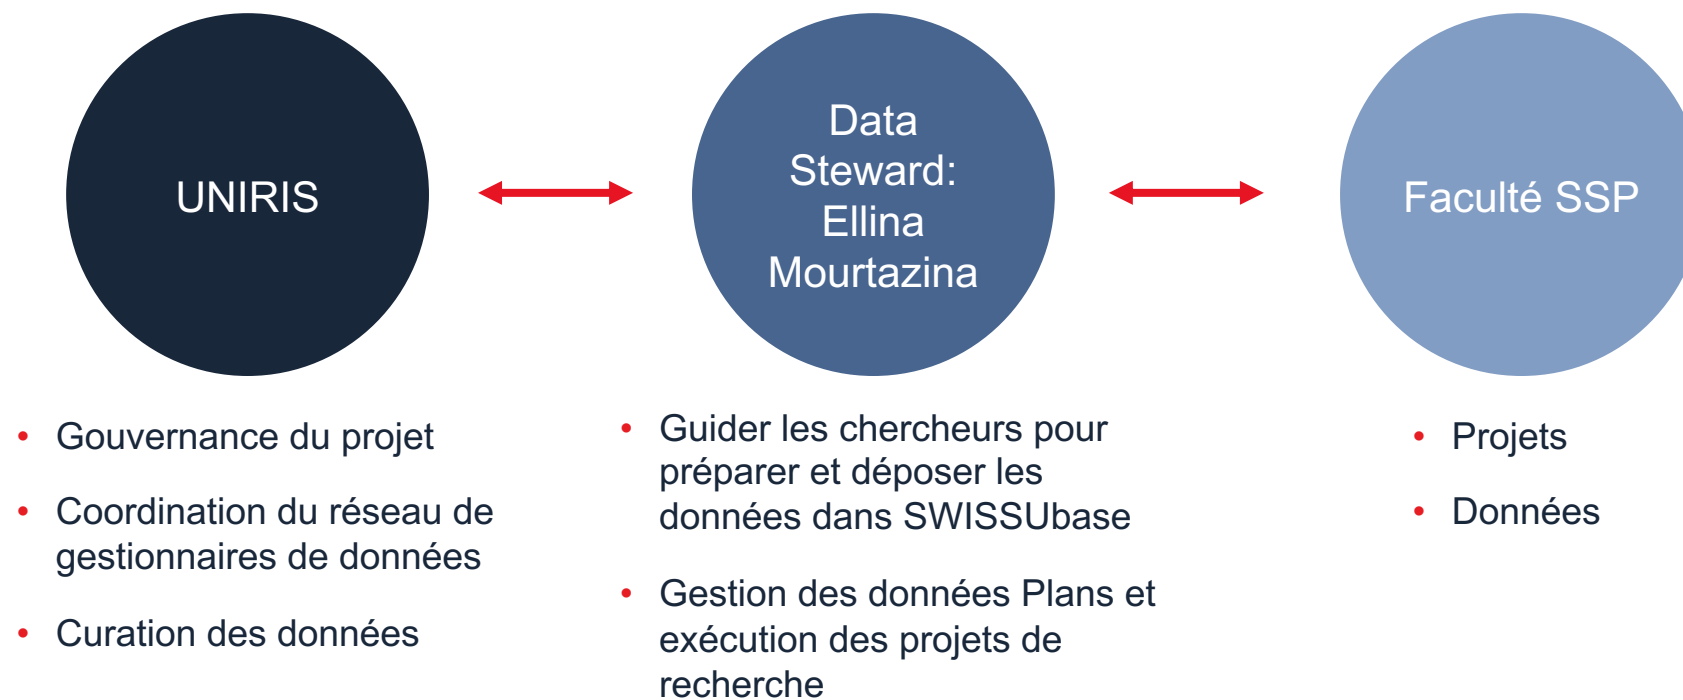 UNIRIS
Data
Steward:
Ellina
Mourtazina
Faculté SSP
• Gouvernance du projet
• Coordination du réseau de
gestionnaires de données
• Curation des données
• Guider les chercheurs pour
préparer et déposer les
données dans SWISSUbase
• Gestion des données Plans et
exécution des projets de
recherche
• Projets
• Données